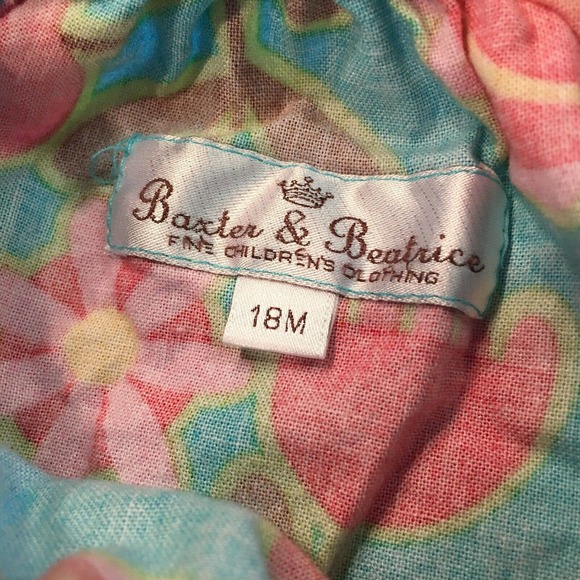 Baxter & Beatrice
FINE CHILDREN'S CLOTHING
18M